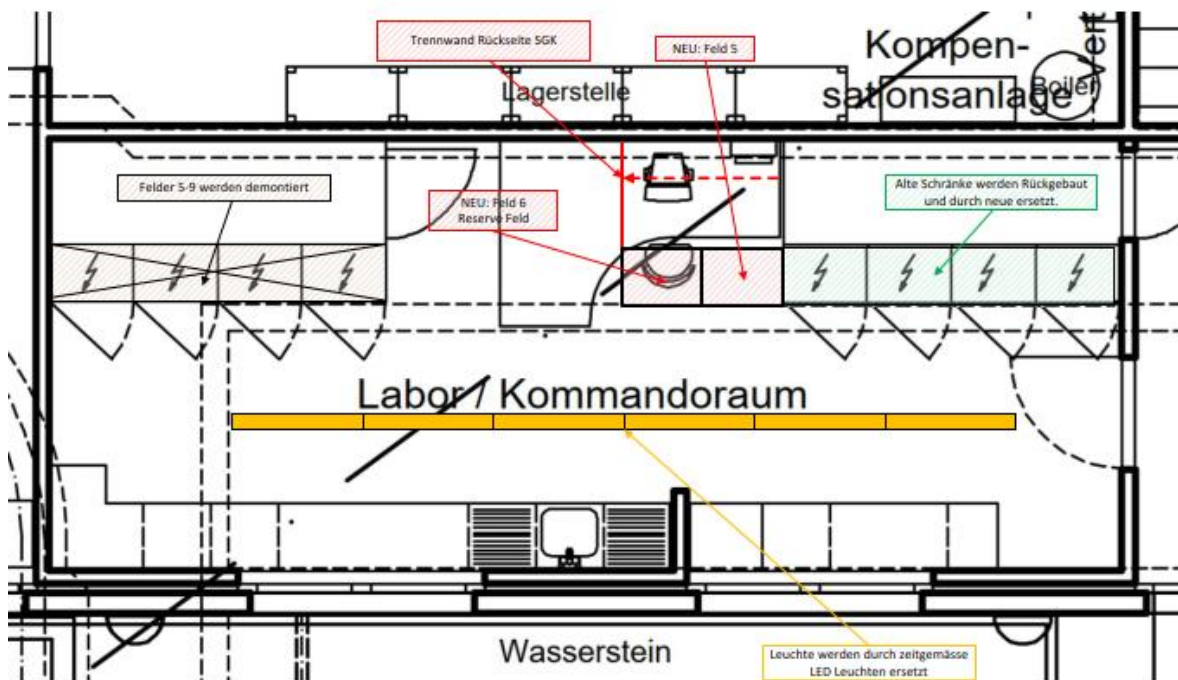 Trennwand Rückseite SGK
NEU: Feld 5
Kompen-
sationsanlage
Boiler
Vert
Lagerstelle
Felder 5-9 werden demontiert
NEU: Feld 6
Reserve Feld
Alte Schränke werden Rückgebaut
und durch neue ersetzt.
Labor / Kommandoraum
Wasserstein
Leuchte werden durch zeitgemässe
LED Leuchten ersetzt